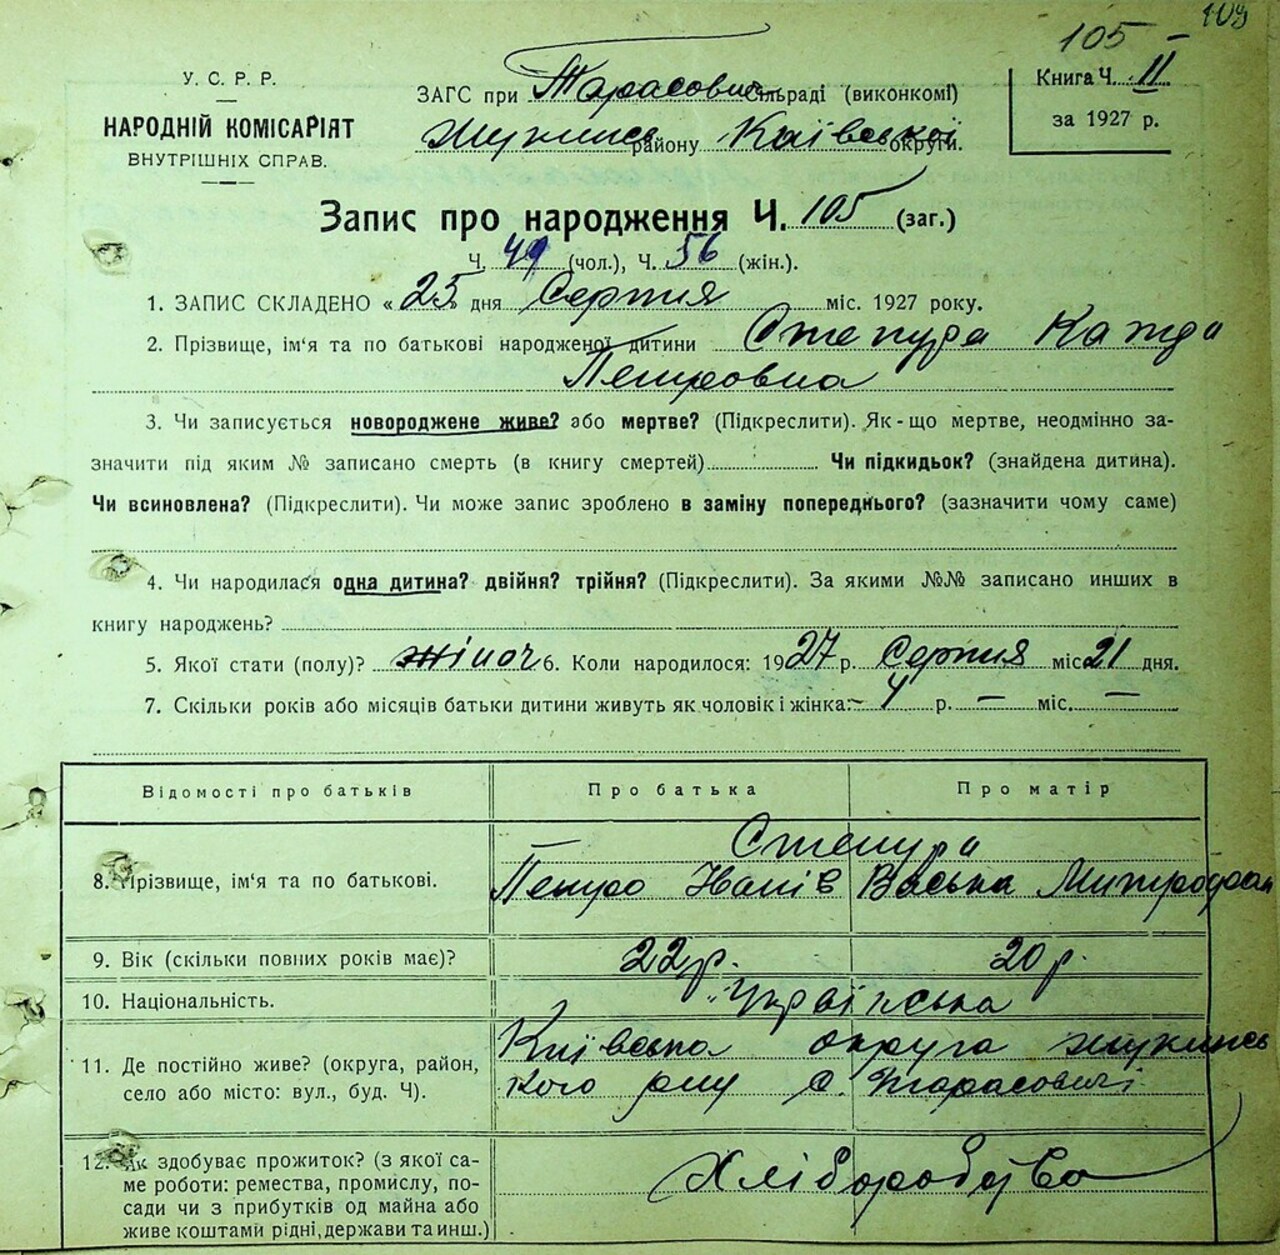 105 – 109
У. С. Р. Р.
НАРОДНІЙ КОМІСАРІЯТ
ВНУТРІШНІХ СПРАВ.
ЗАГС при Тарасович Сільраді (виконкомі)
Жукинсь району Київської округи.
Книга Ч. II
за 1927 р.
Запис про народження Ч. 105 (заг.)
Ч. 49 (чол.), Ч. 56 (жін.).
1. ЗАПИС СКЛАДЕНО « 25 » дня Серпня міс. 1927 року.
2. Прізвище, ім'я та по батькові народженої дитини Степура
Петровна
3. Чи записується новороджене живе? або мертве? (Підкреслити). Як-що мертве, неодмінно за-
значити під яким № записано смерть (в книгу смертей) Чи підкидьок? (знайдена дитина).
Чи всиновлена? (Підкреслити). Чи може запис зроблено в заміну попереднього? (зазначити чому саме)
4. Чи народилася одна дитина? двійня? трійня? (Підкреслити). За якими №№ записано инших в
книгу народжень?
5. Якої стати (полу)? жіноч 6. Коли народилося: 1927 р. Серпня міс 21 дня.
7. Скільки років або місяців батьки дитини живуть як чоловік і жінка: – 4 р. – міс. –
Відомості про батьків Про батька Про матір
Степура
8. Прізвище, ім'я та по батькові. Петро Іванів Васька Митрофан
9. Вік (скільки повних років має)? 22 р. 20 р.
10. Національність. Українська
Київська округа жукинсь
11. Де постійно живе? (округа, район,
кого р-ну с. Тарасовичі
село або місто: вул., буд. Ч).
12. Як здобуває прожиток? (з якої са-
ме роботи: ремества, промислу, по-
Хліборобство
сади чи з прибутків од майна або
живе коштами рідні, держави та инш.)